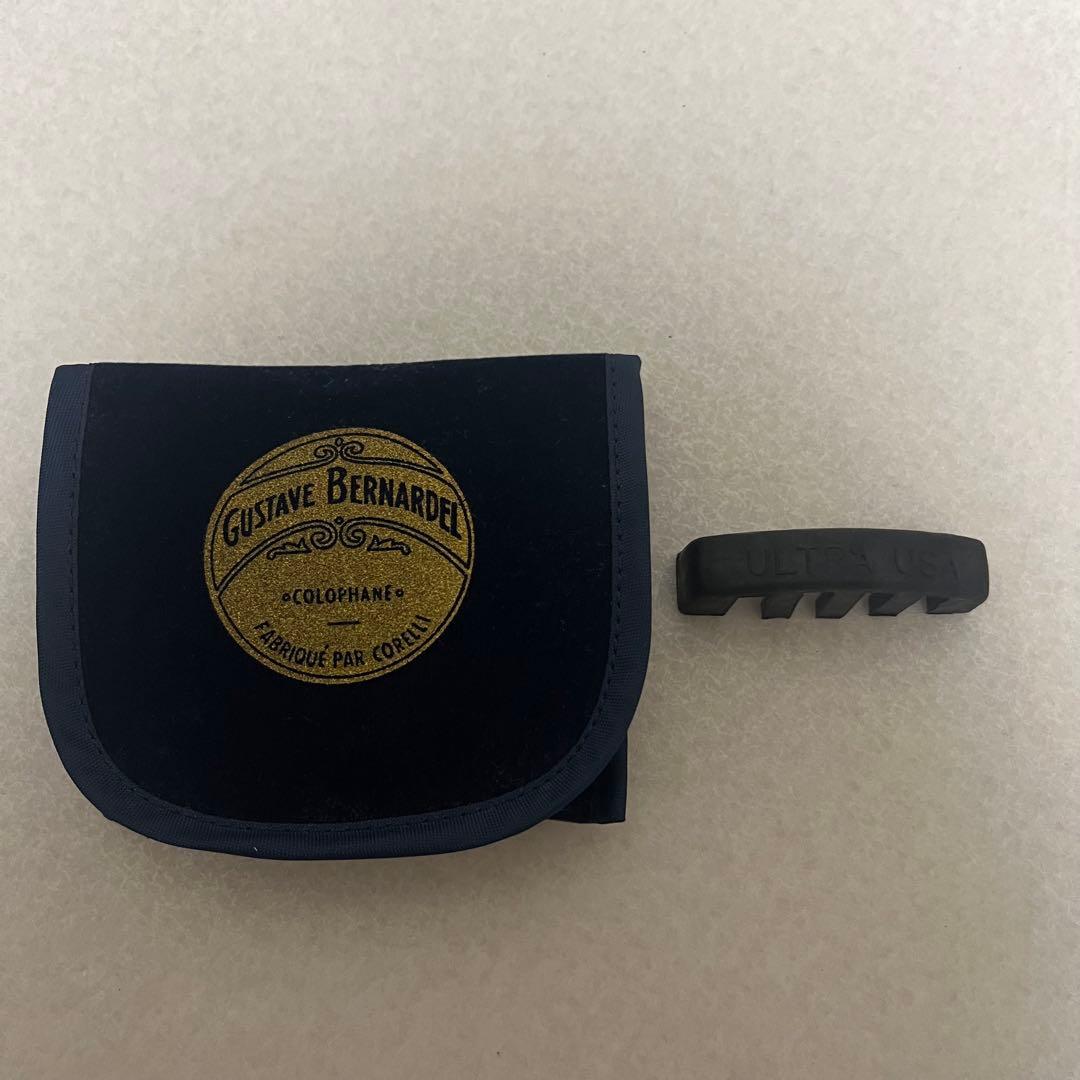 GUSTAVE BERNARDEL
COLOPHANE
FABRIQUÉ PAR CORELLI
ULTRA USA